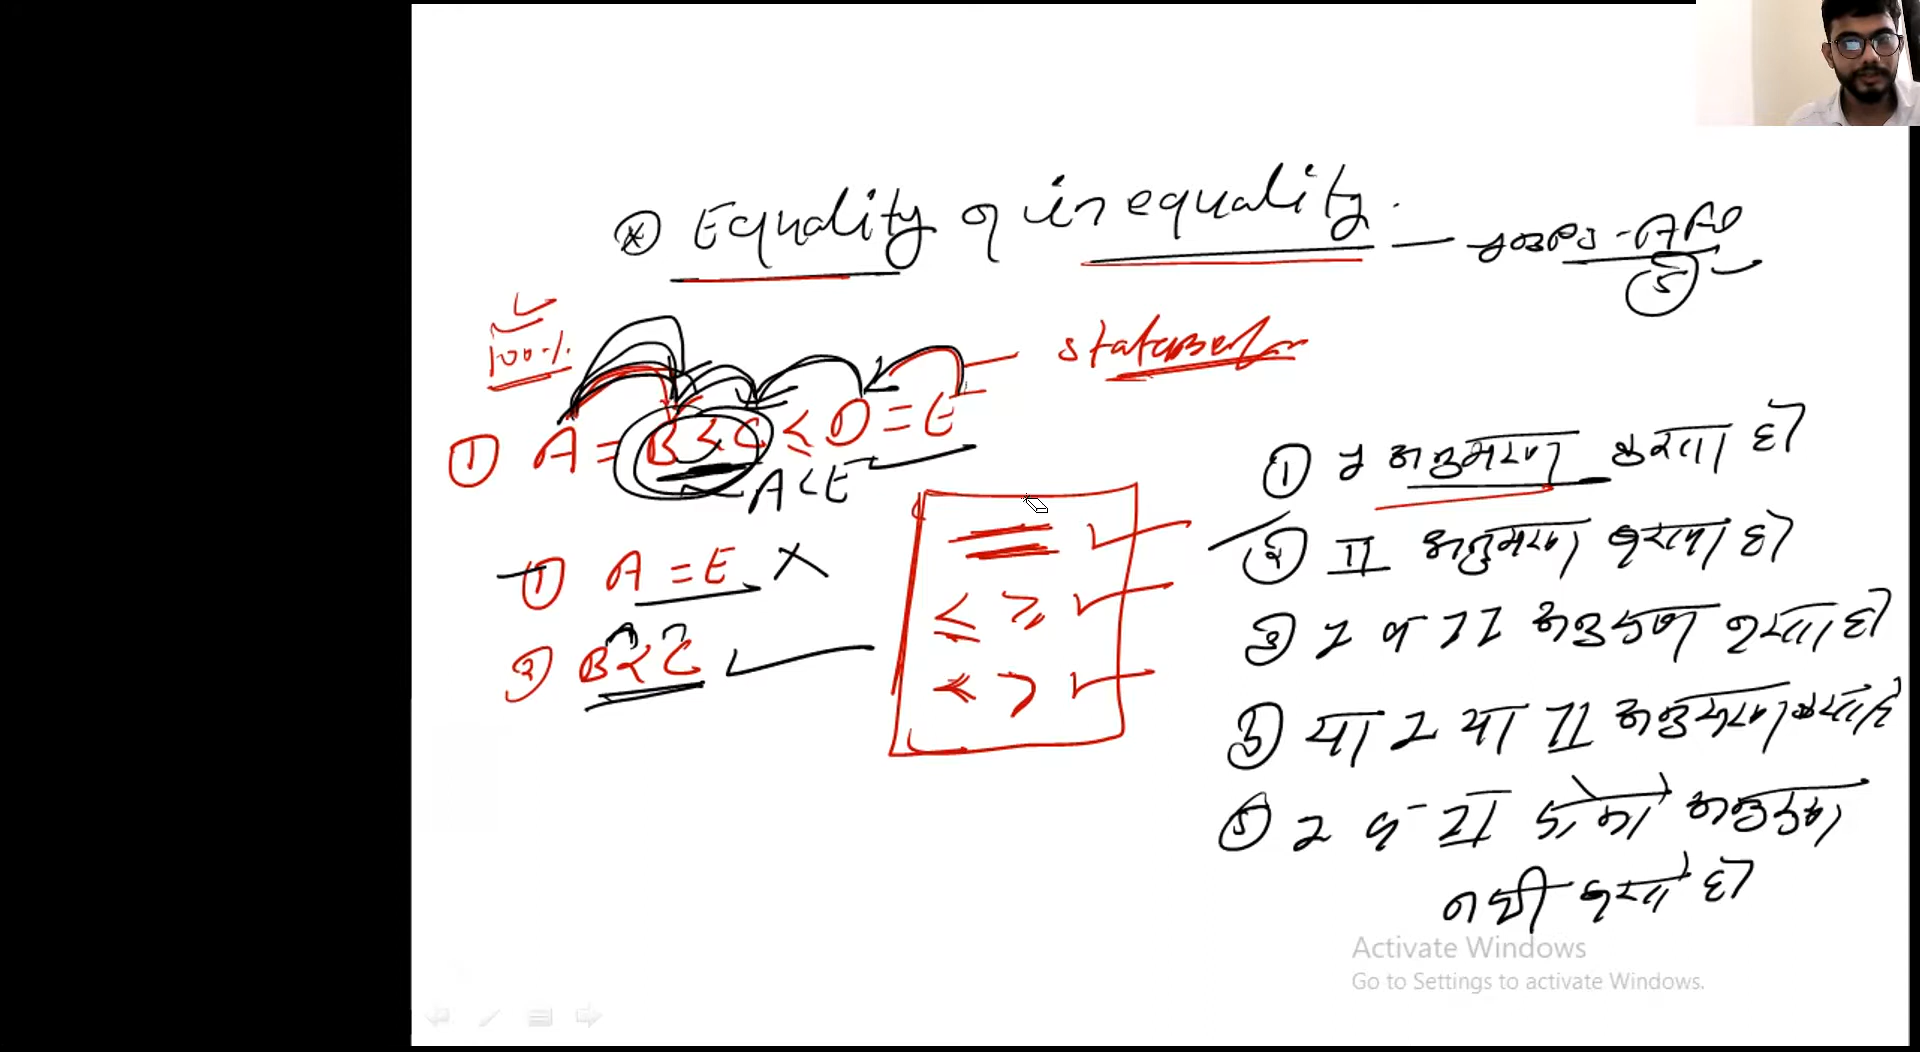 Equality & inequality.
5
100%
statement
① A = B < C ≤ D = E
A < E
① A = E ×
② B < C ✓
= ✓
≤ ≥ ✓
< > ✓
① I अनुसरण करता है
② II अनुसरण करता है
③ I व II अनुसरण करता है
④ या I या II अनुसरण करता है
⑤ I व II दोनों अनुसरण
नहीं करते है
Activate Windows
Go to Settings to activate Windows.